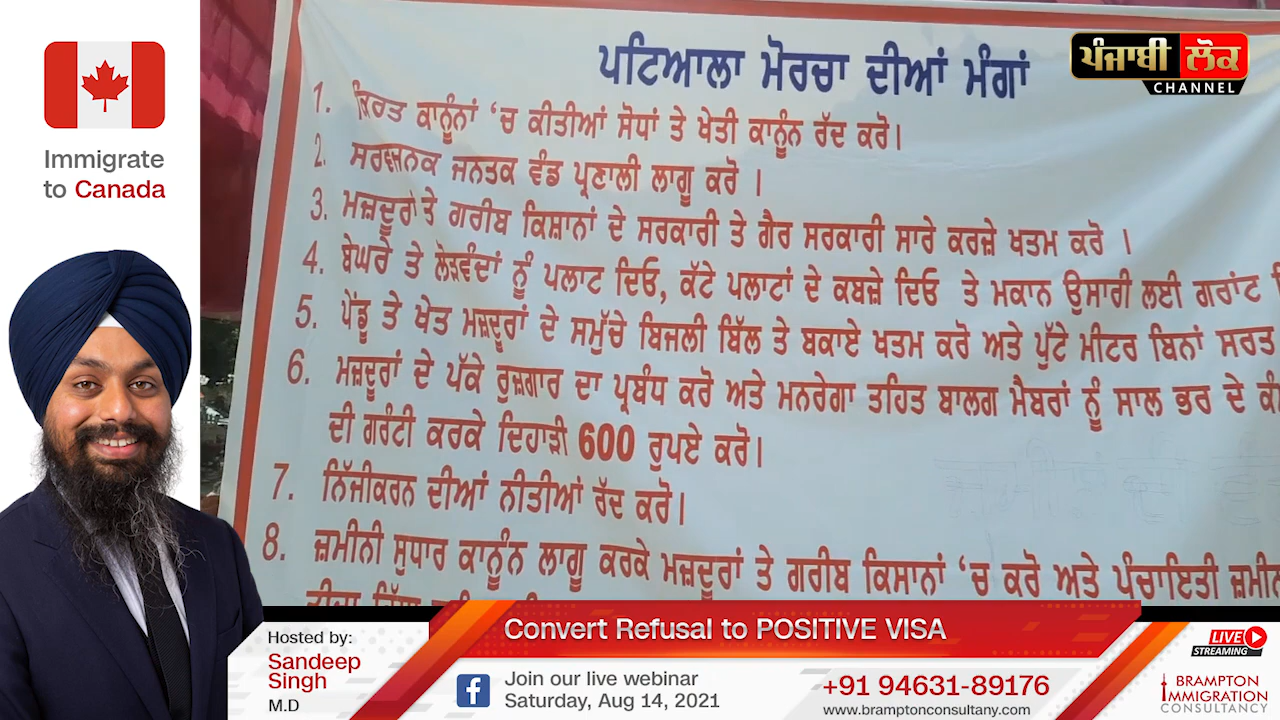 ਪੰਜਾਬੀ ਲੋਕ
CHANNEL
Immigrate
to Canada
ਪਟਿਆਲਾ ਮੋਰਚਾ ਦੀਆਂ ਮੰਗਾਂ
1. ਕਿਰਤ ਕਾਨੂੰਨਾਂ ‘ਚ ਕੀਤੀਆਂ ਸੋਧਾਂ ਤੇ ਖੇਤੀ ਕਾਨੂੰਨ ਰੱਦ ਕਰੋ।
2. ਸਰਵਜਨਕ ਜਨਤਕ ਵੰਡ ਪ੍ਰਣਾਲੀ ਲਾਗੂ ਕਰੋ ।
3. ਮਜ਼ਦੂਰਾਂ ਤੇ ਗਰੀਬ ਕਿਸ਼ਾਨਾਂ ਦੇ ਸਰਕਾਰੀ ਤੇ ਗੈਰ ਸਰਕਾਰੀ ਸਾਰੇ ਕਰਜ਼ੇ ਖਤਮ ਕਰੋ ।
4. ਬੇਘਰੇ ਤੇ ਲੋੜਵੰਦਾਂ ਨੂੰ ਪਲਾਟ ਦਿਓ, ਕੱਟੇ ਪਲਾਟਾਂ ਦੇ ਕਬਜ਼ੇ ਦਿਓ ਤੇ ਮਕਾਨ ਉਸਾਰੀ ਲਈ ਗਰਾਂਟ
5. ਪੇਂਡੂ ਤੇ ਖੇਤ ਮਜ਼ਦੂਰਾਂ ਦੇ ਸਮੁੱਚੇ ਬਿਜਲੀ ਬਿੱਲ ਤੇ ਬਕਾਏ ਖਤਮ ਕਰੋ ਅਤੇ ਪੁੱਟੇ ਮੀਟਰ ਬਿਨਾਂ ਸਰਤ
6. ਮਜ਼ਦੂਰਾਂ ਦੇ ਪੱਕੇ ਰੁਜ਼ਗਾਰ ਦਾ ਪ੍ਰਬੰਧ ਕਰੋ ਅਤੇ ਮਨਰੇਗਾ ਤਹਿਤ ਬਾਲਗ ਮੈਬਰਾਂ ਨੂੰ ਸਾਲ ਭਰ ਦੇ
ਦੀ ਗਰੰਟੀ ਕਰਕੇ ਦਿਹਾੜੀ 600 ਰੁਪਏ ਕਰੋ।
7. ਨਿੱਜੀਕਿਰਨ ਦੀਆਂ ਨੀਤੀਆਂ ਰੱਦ ਕਰੋ।
8. ਜ਼ਮੀਨੀ ਸੁਧਾਰ ਕਾਨੂੰਨ ਲਾਗੂ ਕਰਕੇ ਮਜ਼ਦੂਰਾਂ ਤੇ ਗਰੀਬ ਕਿਸਾਨਾਂ ‘ਚ ਕਰੋ ਅਤੇ ਪੰਚਾਇਤੀ
Convert Refusal to POSITIVE VISA
Hosted by:
Sandeep
Singh
M.D
Join our live webinar
Saturday, Aug 14, 2021
+91 94631-89176
www.bramptonconsultany.com
LIVE
STREAMING
BRAMPTON
IMMIGRATION
CONSULTANCY